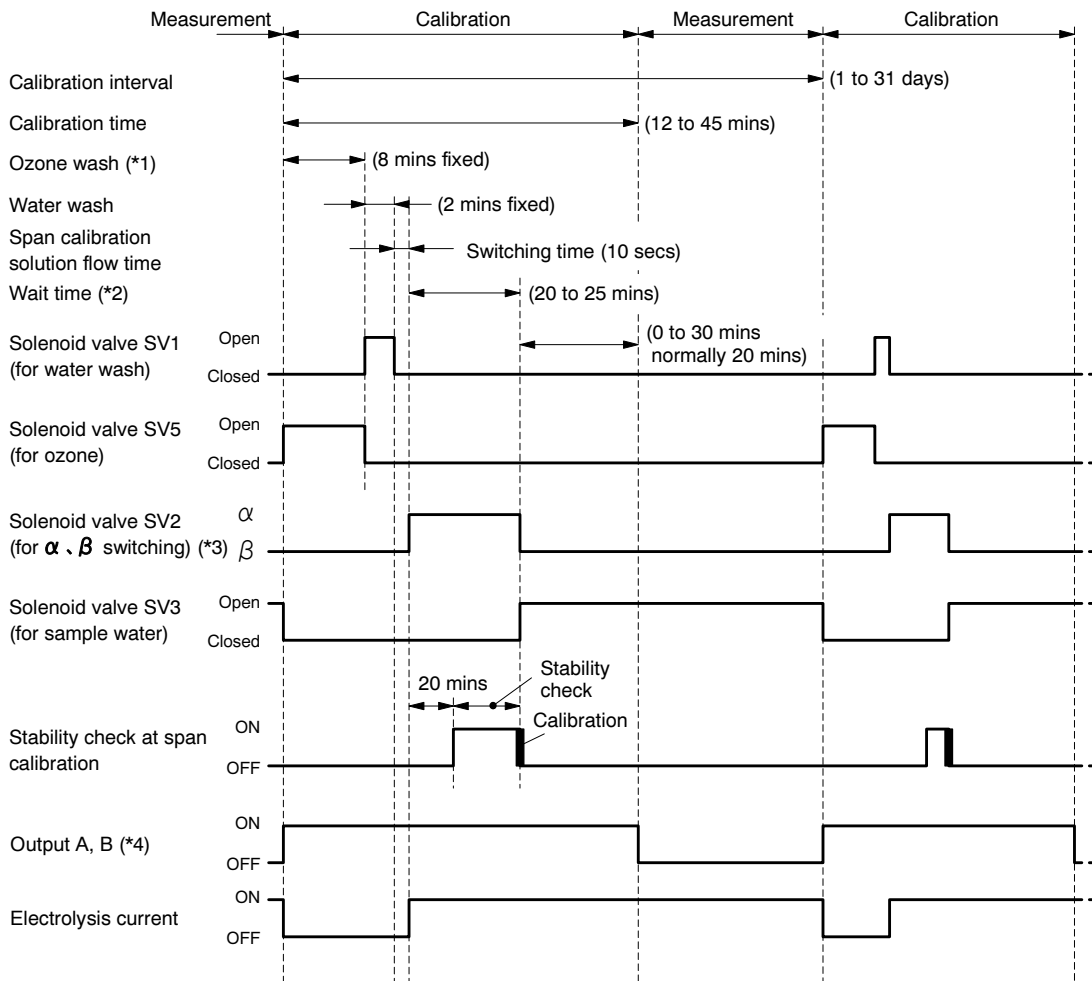 Measurement Calibration Measurement Calibration
Calibration interval (1 to 31 days)
Calibration time (12 to 45 mins)
Ozone wash (*1) (8 mins fixed)
Water wash (2 mins fixed)
Span calibration
solution flow time Switching time (10 secs)
Wait time (*2) (20 to 25 mins)
(0 to 30 mins
normally 20 mins)
Solenoid valve SV1 Open
(for water wash) Closed
Solenoid valve SV5 Open
(for ozone) Closed
Solenoid valve SV2 α
(for α、β switching) (*3) β
Solenoid valve SV3 Open
(for sample water) Closed
20 mins Stability
check
Calibration
Stability check at span ON
calibration OFF
Output A, B (*4) ON
OFF
Electrolysis current ON
OFF